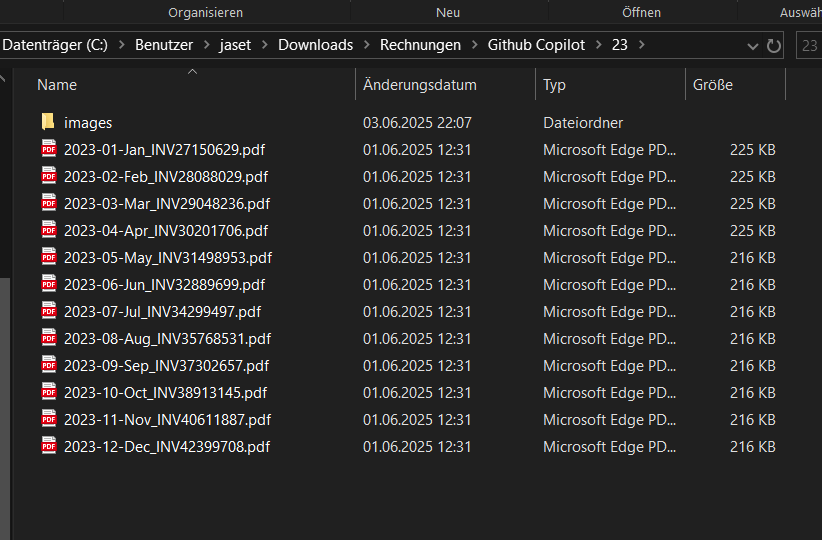 Organisieren Neu Öffnen Auswäh
Datenträger (C:) > Benutzer > jaset > Downloads > Rechnungen > Github Copilot > 23 > 23
Name Änderungsdatum Typ Größe
images 03.06.2025 22:07 Dateiordner
2023-01-Jan_INV27150629.pdf 01.06.2025 12:31 Microsoft Edge PD... 225 KB
2023-02-Feb_INV28088029.pdf 01.06.2025 12:31 Microsoft Edge PD... 225 KB
2023-03-Mar_INV29048236.pdf 01.06.2025 12:31 Microsoft Edge PD... 225 KB
2023-04-Apr_INV30201706.pdf 01.06.2025 12:31 Microsoft Edge PD... 225 KB
2023-05-May_INV31498953.pdf 01.06.2025 12:31 Microsoft Edge PD... 216 KB
2023-06-Jun_INV32889699.pdf 01.06.2025 12:31 Microsoft Edge PD... 216 KB
2023-07-Jul_INV34299497.pdf 01.06.2025 12:31 Microsoft Edge PD... 216 KB
2023-08-Aug_INV35768531.pdf 01.06.2025 12:31 Microsoft Edge PD... 216 KB
2023-09-Sep_INV37302657.pdf 01.06.2025 12:31 Microsoft Edge PD... 216 KB
2023-10-Oct_INV38913145.pdf 01.06.2025 12:31 Microsoft Edge PD... 216 KB
2023-11-Nov_INV40611887.pdf 01.06.2025 12:31 Microsoft Edge PD... 216 KB
2023-12-Dec_INV42399708.pdf 01.06.2025 12:31 Microsoft Edge PD... 216 KB